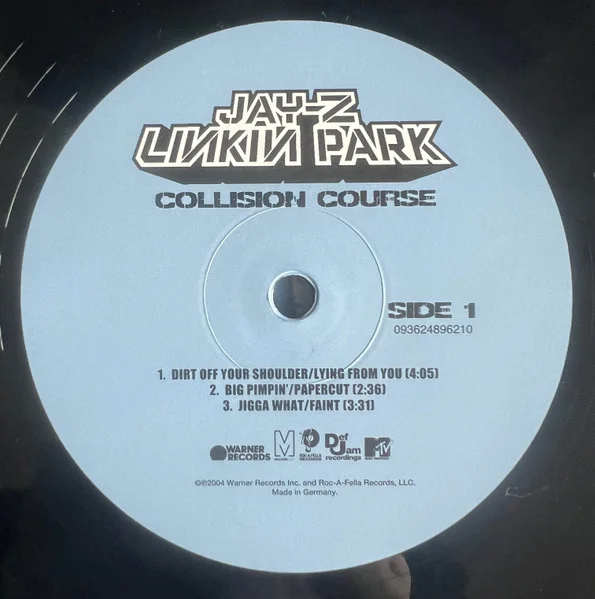 JAY-Z
LINKIN PARK
COLLISION COURSE
SIDE 1
093624896210
1. DIRT OFF YOUR SHOULDER/LYING FROM YOU (4:05)
2. BIG PIMPIN'/PAPERCUT (2:36)
3. JIGGA WHAT/FAINT (3:31)
WARNER
RECORDS
Def
Jam
recordings
MTV
©℗2004 Warner Records Inc. and Roc-A-Fella Records, LLC.
Made in Germany.